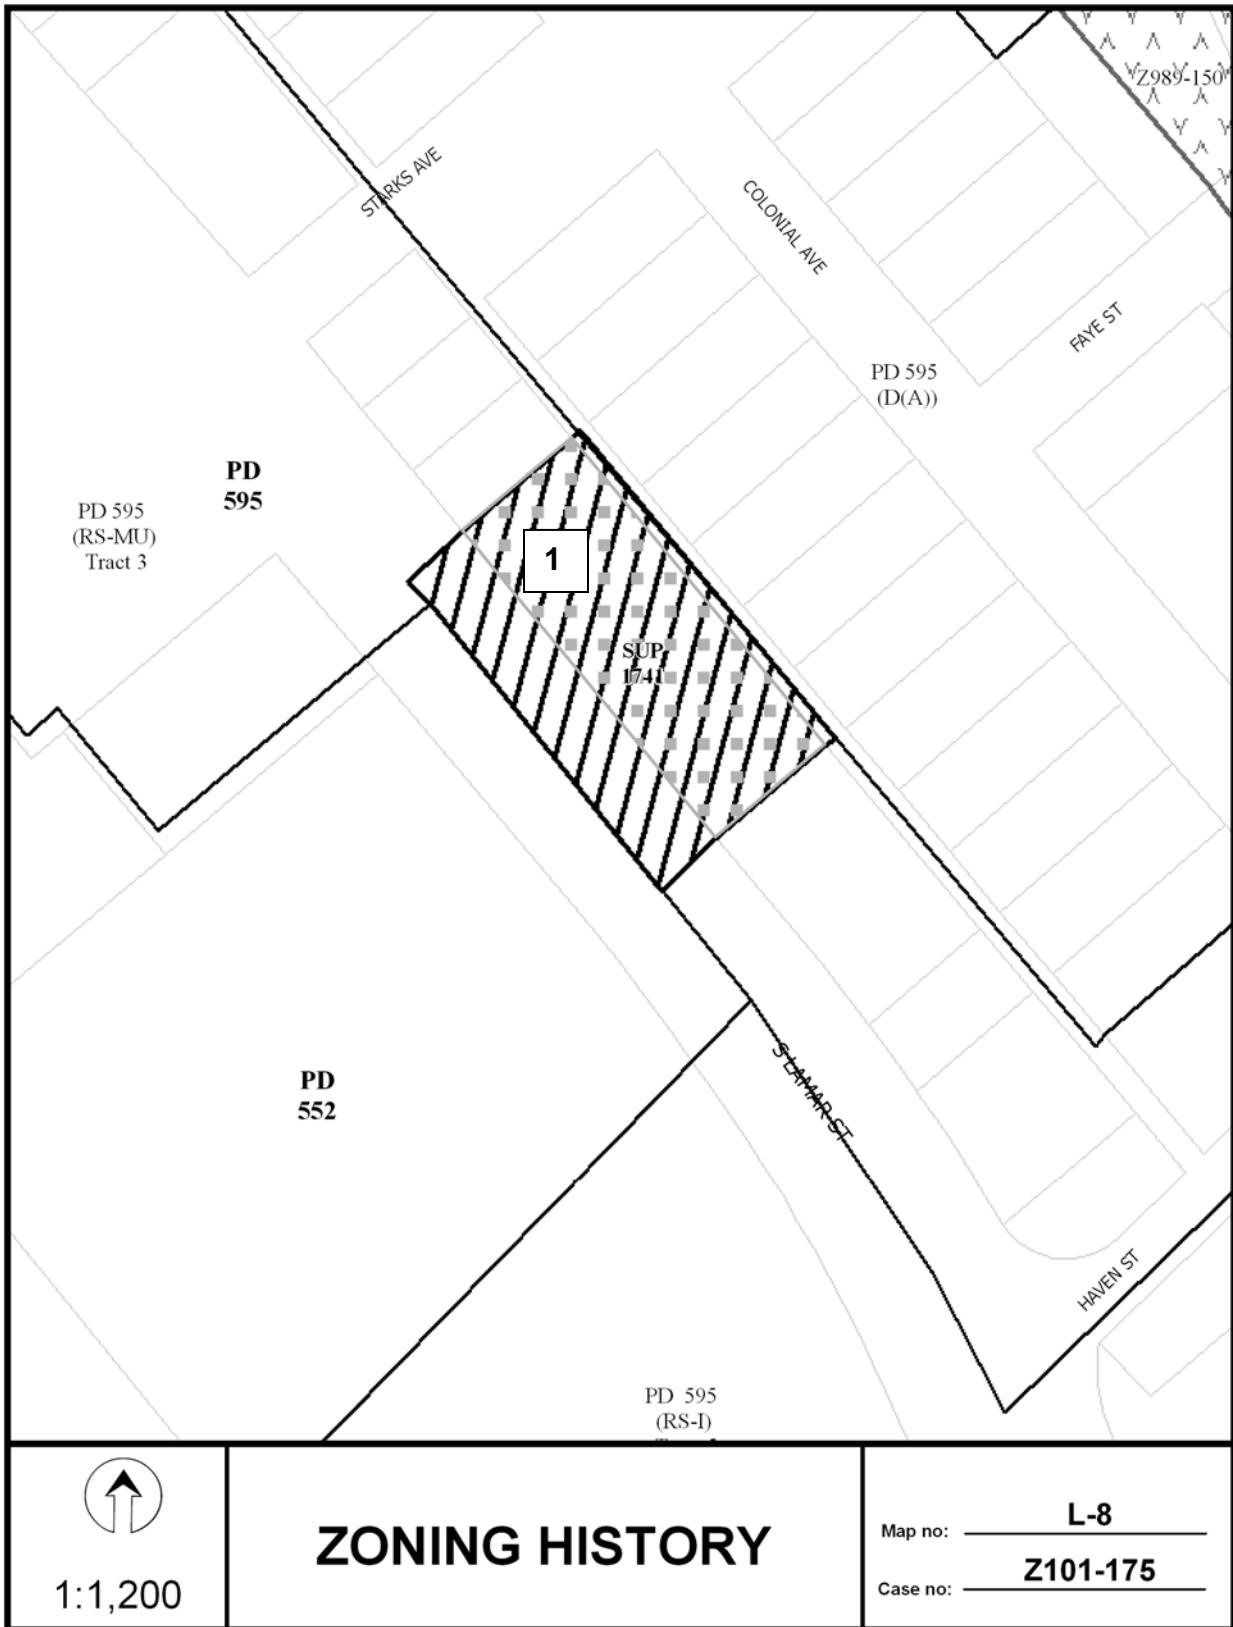 Z989-150
STARKS AVE
COLONIAL AVE
FAYE ST
PD 595
(D(A))
PD
595
PD 595
(RS-MU)
Tract 3
1
SUP
1741
PD
552
S LAMAR ST
HAVEN ST
PD 595
(RS-I)
1:1,200
ZONING HISTORY
Map no: L-8
Case no: Z101-175